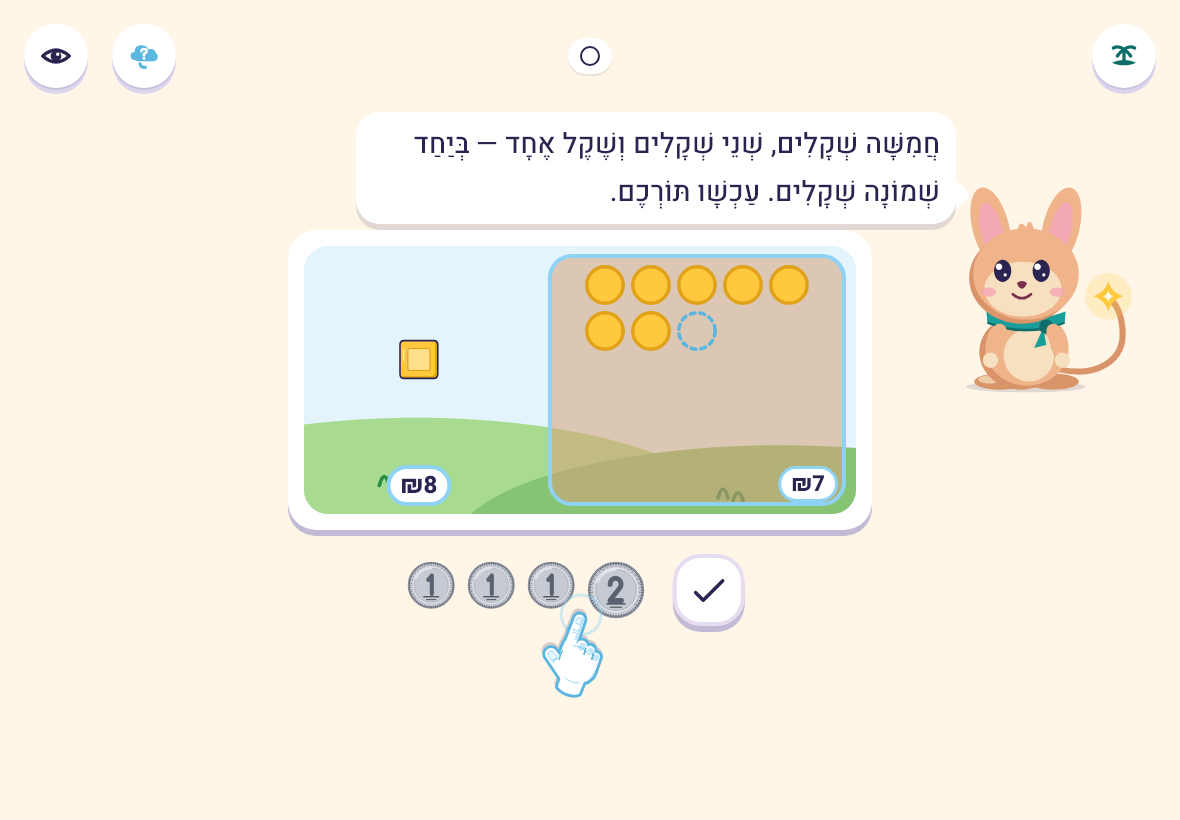 ?
חֲמִשָּׁה שְׁקָלִים, שְׁנֵי שְׁקָלִים וְשֶׁקֶל אֶחָד — בְּיַחַד
שְׁמוֹנָה שְׁקָלִים. עַכְשָׁו תּוֹרְכֶם.
₪8
₪7
1 1 1 2